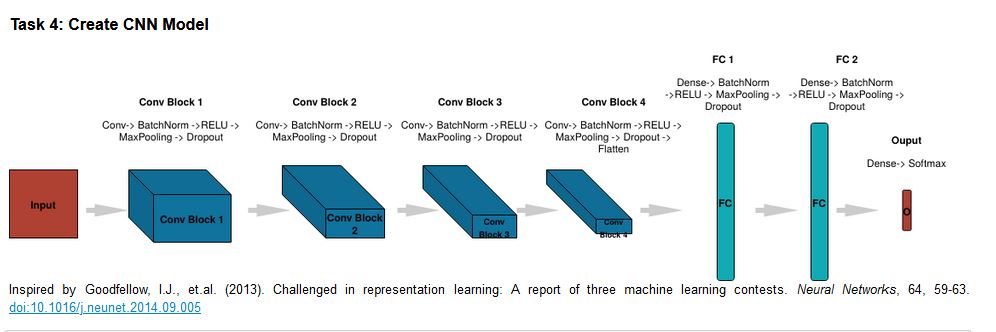 Task 4: Create CNN Model
FC 1
Dense-> BatchNorm
->RELU -> MaxPooling ->
Dropout
FC 2
Dense-> BatchNorm
->RELU -> MaxPooling ->
Dropout
Conv Block 1
Conv-> BatchNorm ->RELU ->
MaxPooling -> Dropout
Conv Block 2
Conv-> BatchNorm ->RELU ->
MaxPooling -> Dropout
Conv Block 3
Conv-> BatchNorm ->RELU ->
MaxPooling -> Dropout
Conv Block 4
Conv-> BatchNorm ->RELU ->
MaxPooling -> Dropout ->
Flatten
Ouput
Dense-> Softmax
Input
Conv Block 1
Conv Block
2
Conv
Block 3
Conv
Block 4
FC
FC
O
Inspired by Goodfellow, I.J., et.al. (2013). Challenged in representation learning: A report of three machine learning contests. Neural Networks, 64, 59-63.
doi:10.1016/j.neunet.2014.09.005